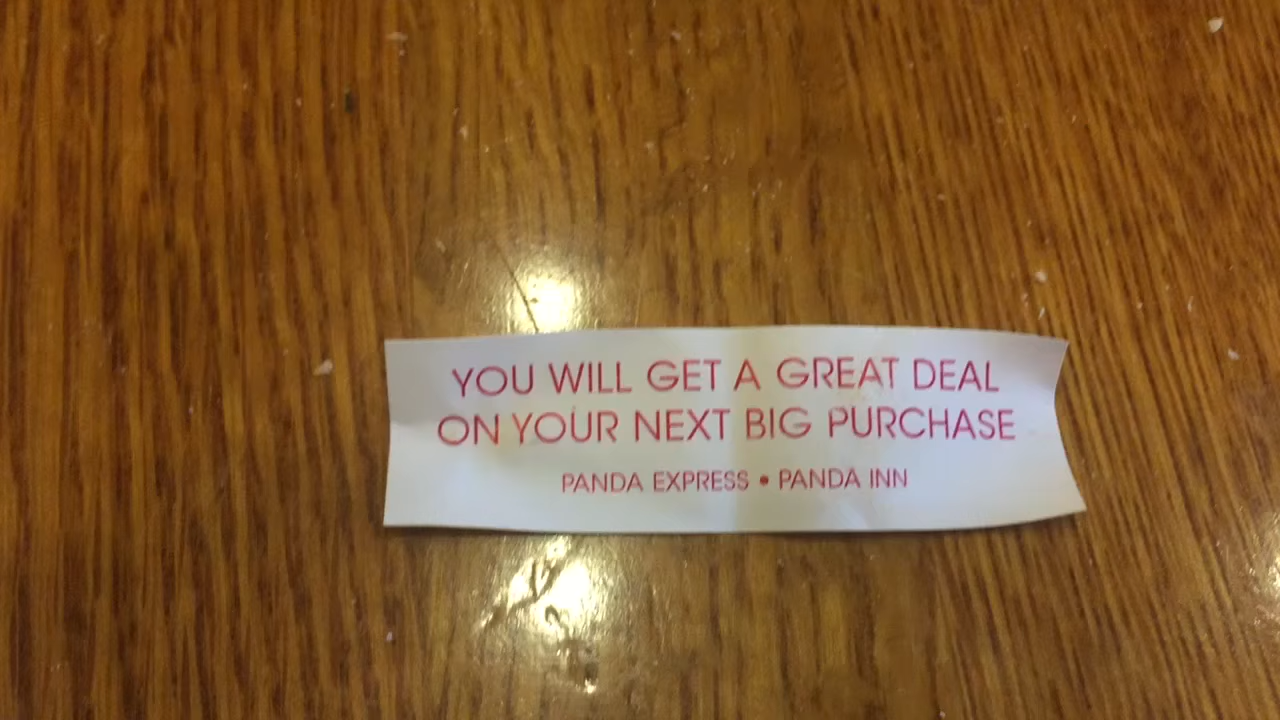 YOU WILL GET A GREAT DEAL
ON YOUR NEXT BIG PURCHASE
PANDA EXPRESS • PANDA INN